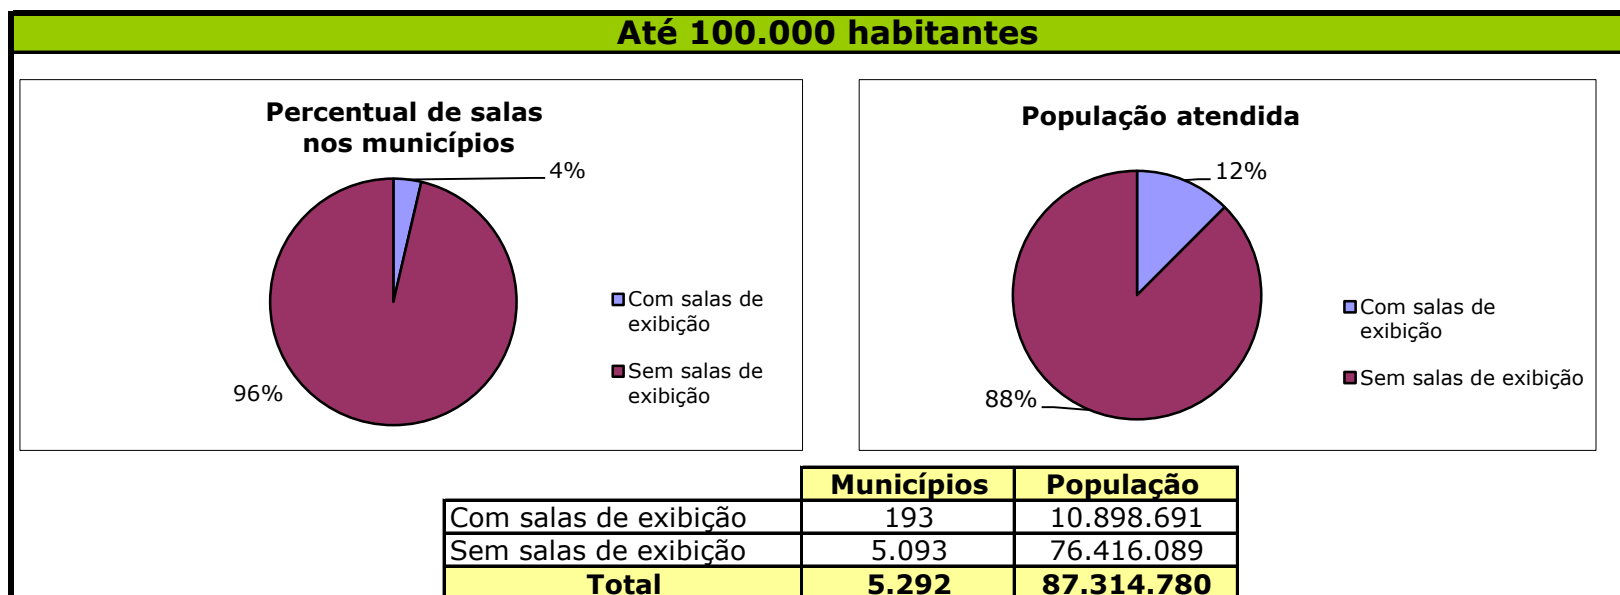 Até 100.000 habitantes
Percentual de salas
nos municípios
4%
96%
Com salas de
exibição
Sem salas de
exibição
População atendida
12%
88%
Com salas de
exibição
Sem salas de exibição
Municípios População
Com salas de exibição 193 10.898.691
Sem salas de exibição 5.093 76.416.089
Total 5.292 87.314.780